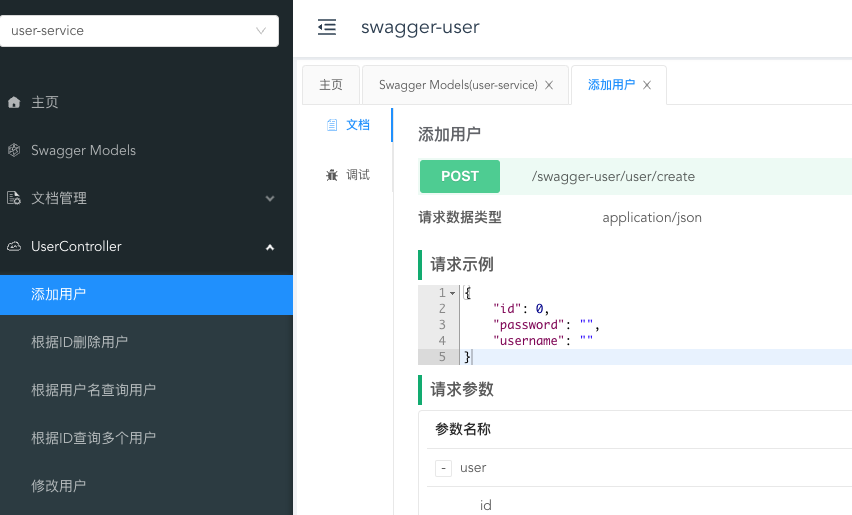 user-service
主页
Swagger Models
文档管理
UserController
添加用户
根据ID删除用户
根据用户名查询用户
根据ID查询多个用户
修改用户
swagger-user
主页
Swagger Models(user-service)
添加用户
文档
调试
添加用户
POST /swagger-user/user/create
请求数据类型 application/json
请求示例
1 {
2 "id": 0,
3 "password": "",
4 "username": ""
5 }
请求参数
参数名称
- user
id